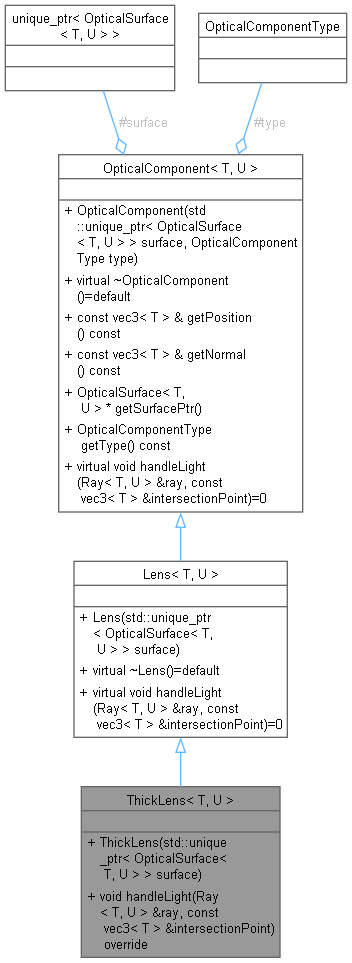 unique_ptr< OpticalSurface
< T, U > >
OpticalComponentType
#surface
#type
OpticalComponent< T, U >
+ OpticalComponent(std
::unique_ptr< OpticalSurface
< T, U > > surface, OpticalComponent
Type type)
+ virtual ~OpticalComponent
()=default
+ const vec3< T > & getPosition
() const
+ const vec3< T > & getNormal
() const
+ OpticalSurface< T,
U > * getSurfacePtr()
+ OpticalComponentType
getType() const
+ virtual void handleLight
(Ray< T, U > &ray, const
vec3< T > &intersectionPoint)=0
Lens< T, U >
+ Lens(std::unique_ptr
< OpticalSurface< T,
U > > surface)
+ virtual ~Lens()=default
+ virtual void handleLight
(Ray< T, U > &ray, const
vec3< T > &intersectionPoint)=0
ThickLens< T, U >
+ ThickLens(std::unique
_ptr< OpticalSurface<
T, U > > surface)
+ void handleLight(Ray
< T, U > &ray, const
vec3< T > &intersectionPoint)
override